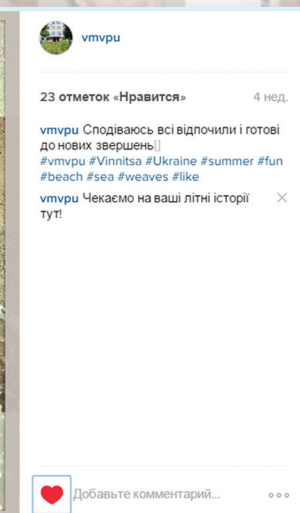 vmvpu
23 отметок «Нравится» 4 нед.
vmvpu Сподіваюсь всі відпочили і готові
до нових звершень
#vmvpu #Vinnitsa #Ukraine #summer #fun
#beach #sea #weaves #like
vmvpu Чекаємо на ваші літні історії
тут!
Добавьте комментарий...